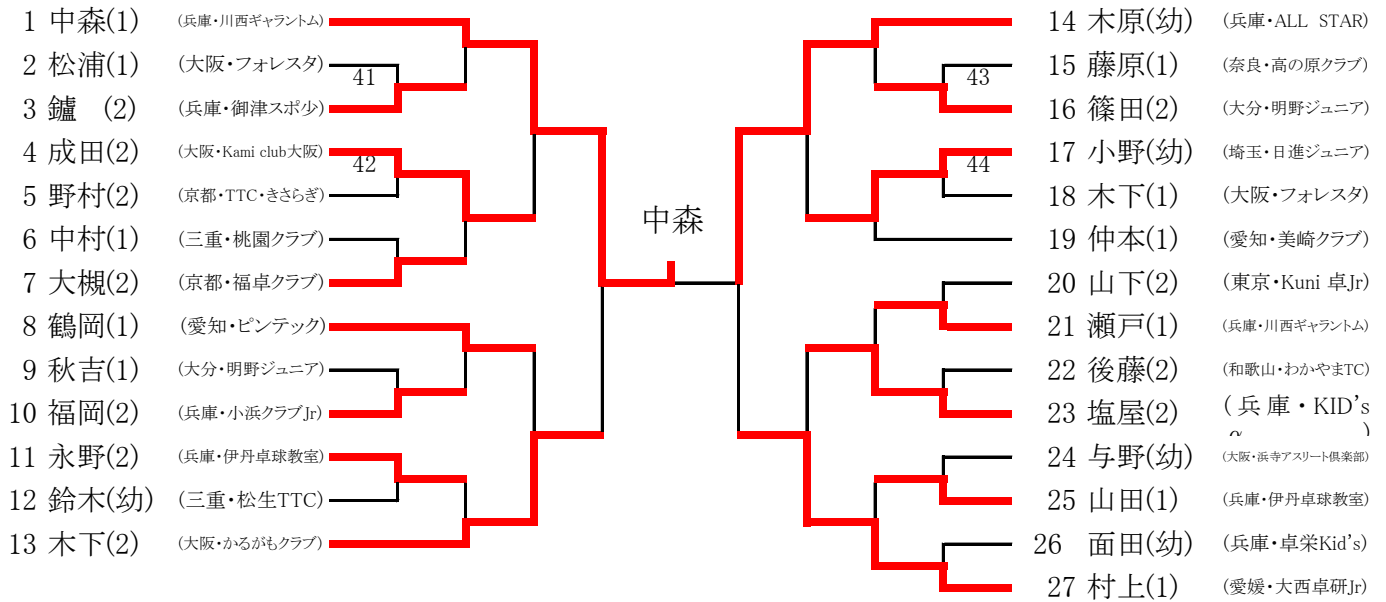 1 中森(1) (兵庫・川西ギャラントム)
2 松浦(1) (大阪・フォレスタ)
41
3 鑪 (2) (兵庫・御津スポ少)
4 成田(2) (大阪・Kami club大阪)
42
5 野村(2) (京都・TTC・きさらぎ)
6 中村(1) (三重・桃園クラブ)
7 大槻(2) (京都・福卓クラブ)
8 鶴岡(1) (愛知・ピンテック)
9 秋吉(1) (大分・明野ジュニア)
10 福岡(2) (兵庫・小浜クラブJr)
11 永野(2) (兵庫・伊丹卓球教室)
12 鈴木(幼) (三重・松生TTC)
13 木下(2) (大阪・かるがもクラブ)
中森
14 木原(幼) (兵庫・ALL STAR)
15 藤原(1) (奈良・高の原クラブ)
43
16 篠田(2) (大分・明野ジュニア)
17 小野(幼) (埼玉・日進ジュニア)
44
18 木下(1) (大阪・フォレスタ)
19 仲本(1) (愛知・美崎クラブ)
20 山下(2) (東京・Kuni 卓Jr)
21 瀬戸(1) (兵庫・川西ギャラントム)
22 後藤(2) (和歌山・わかやまTC)
23 塩屋(2) (兵庫・KID's
24 与野(幼) (大阪・浜寺アスリート倶楽部)
25 山田(1) (兵庫・伊丹卓球教室)
26 面田(幼) (兵庫・卓栄Kid's)
27 村上(1) (愛媛・大西卓研Jr)